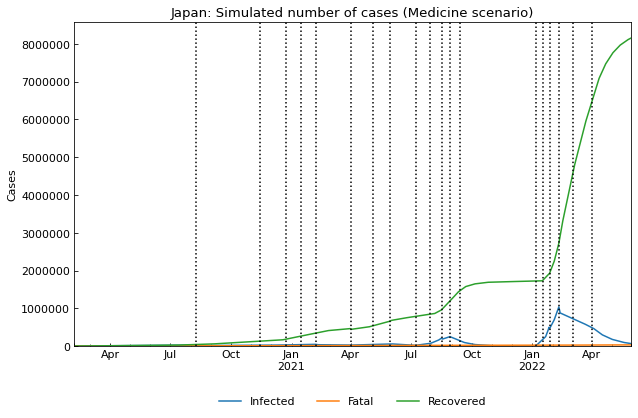 Japan: Simulated number of cases (Medicine scenario)
8000000
7000000
6000000
5000000
4000000
3000000
2000000
1000000
0
Cases
Apr Jul Oct Jan Apr Jul Oct Jan Apr
2021 2022
Infected Fatal Recovered